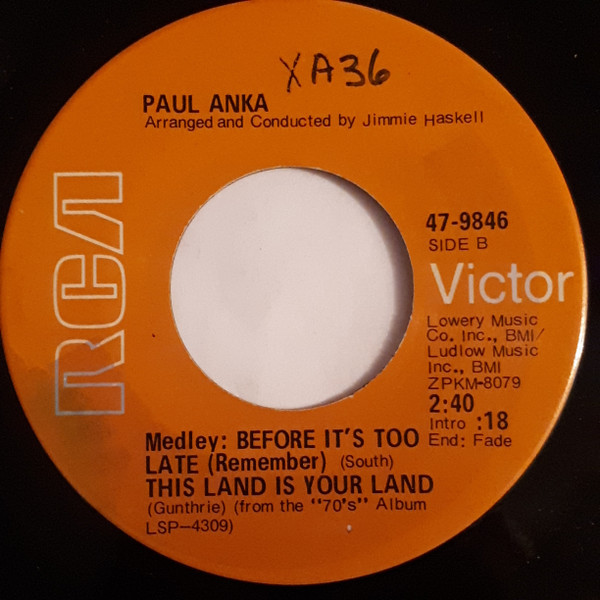 XA36
PAUL ANKA
Arranged and Conducted by Jimmie Haskell
RCA
47-9846
SIDE B
Victor
Lowery Music
Co. Inc., BMI/
Ludlow Music
Inc., BMI
ZPKM-8079
2:40
Intro :18
End: Fade
Medley: BEFORE IT'S TOO
LATE (Remember) (South)
THIS LAND IS YOUR LAND
(Gunthrie) (from the "70's" Album
LSP-4309)